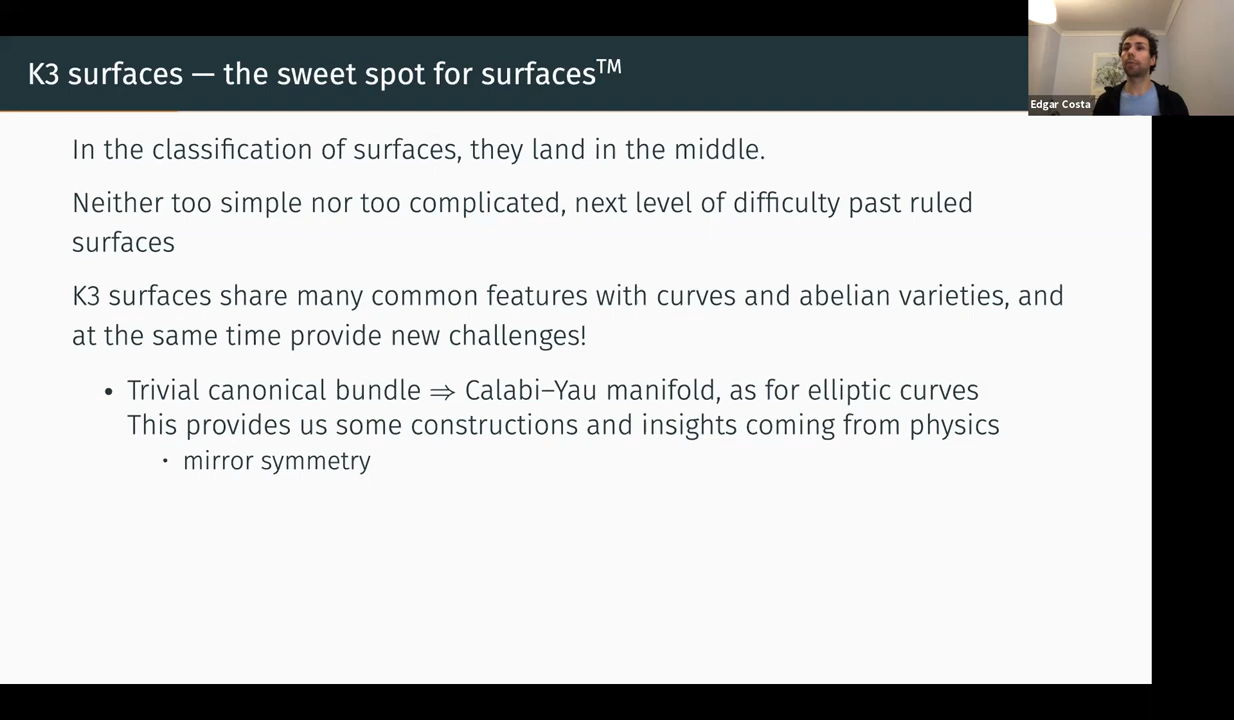 K3 surfaces — the sweet spot for surfaces™
Edgar Costa
In the classification of surfaces, they land in the middle.
Neither too simple nor too complicated, next level of difficulty past ruled
surfaces
K3 surfaces share many common features with curves and abelian varieties, and
at the same time provide new challenges!
• Trivial canonical bundle ⇒ Calabi–Yau manifold, as for elliptic curves
This provides us some constructions and insights coming from physics
• mirror symmetry